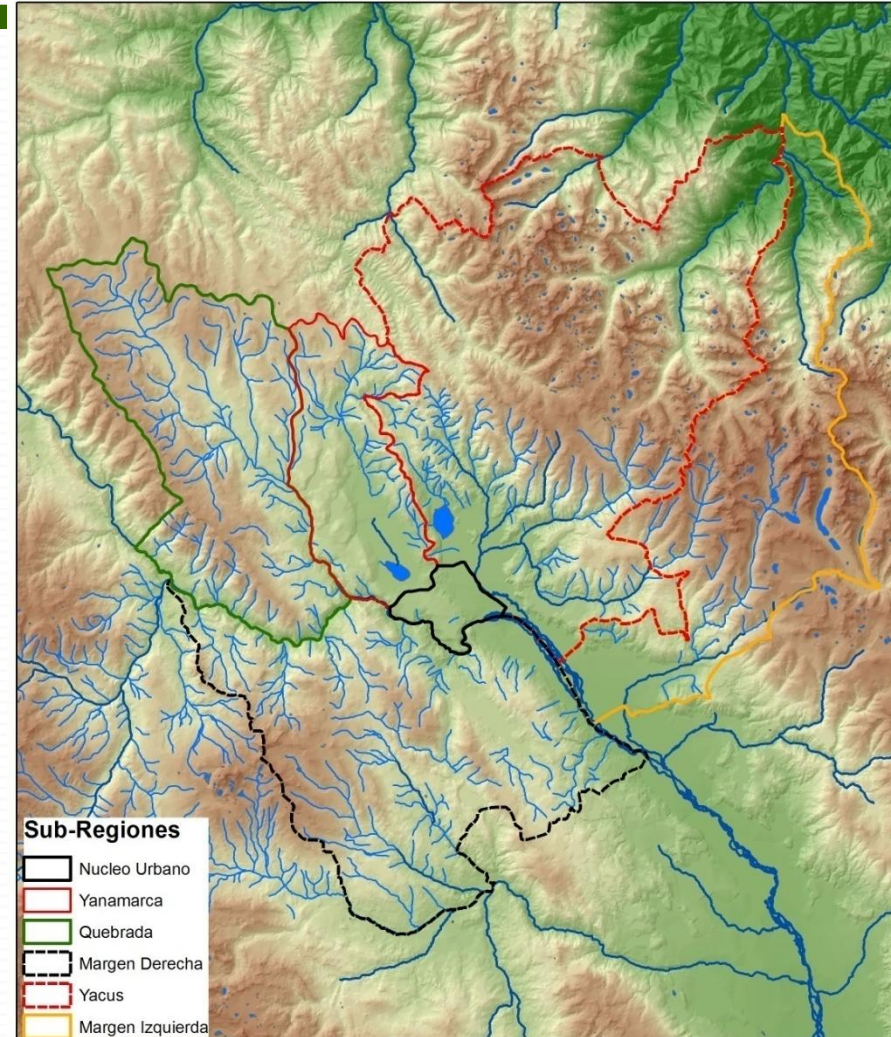 Sub-Regiones
Nucleo Urbano
Yanamarca
Quebrada
Margen Derecha
Yacus
Margen Izquierda